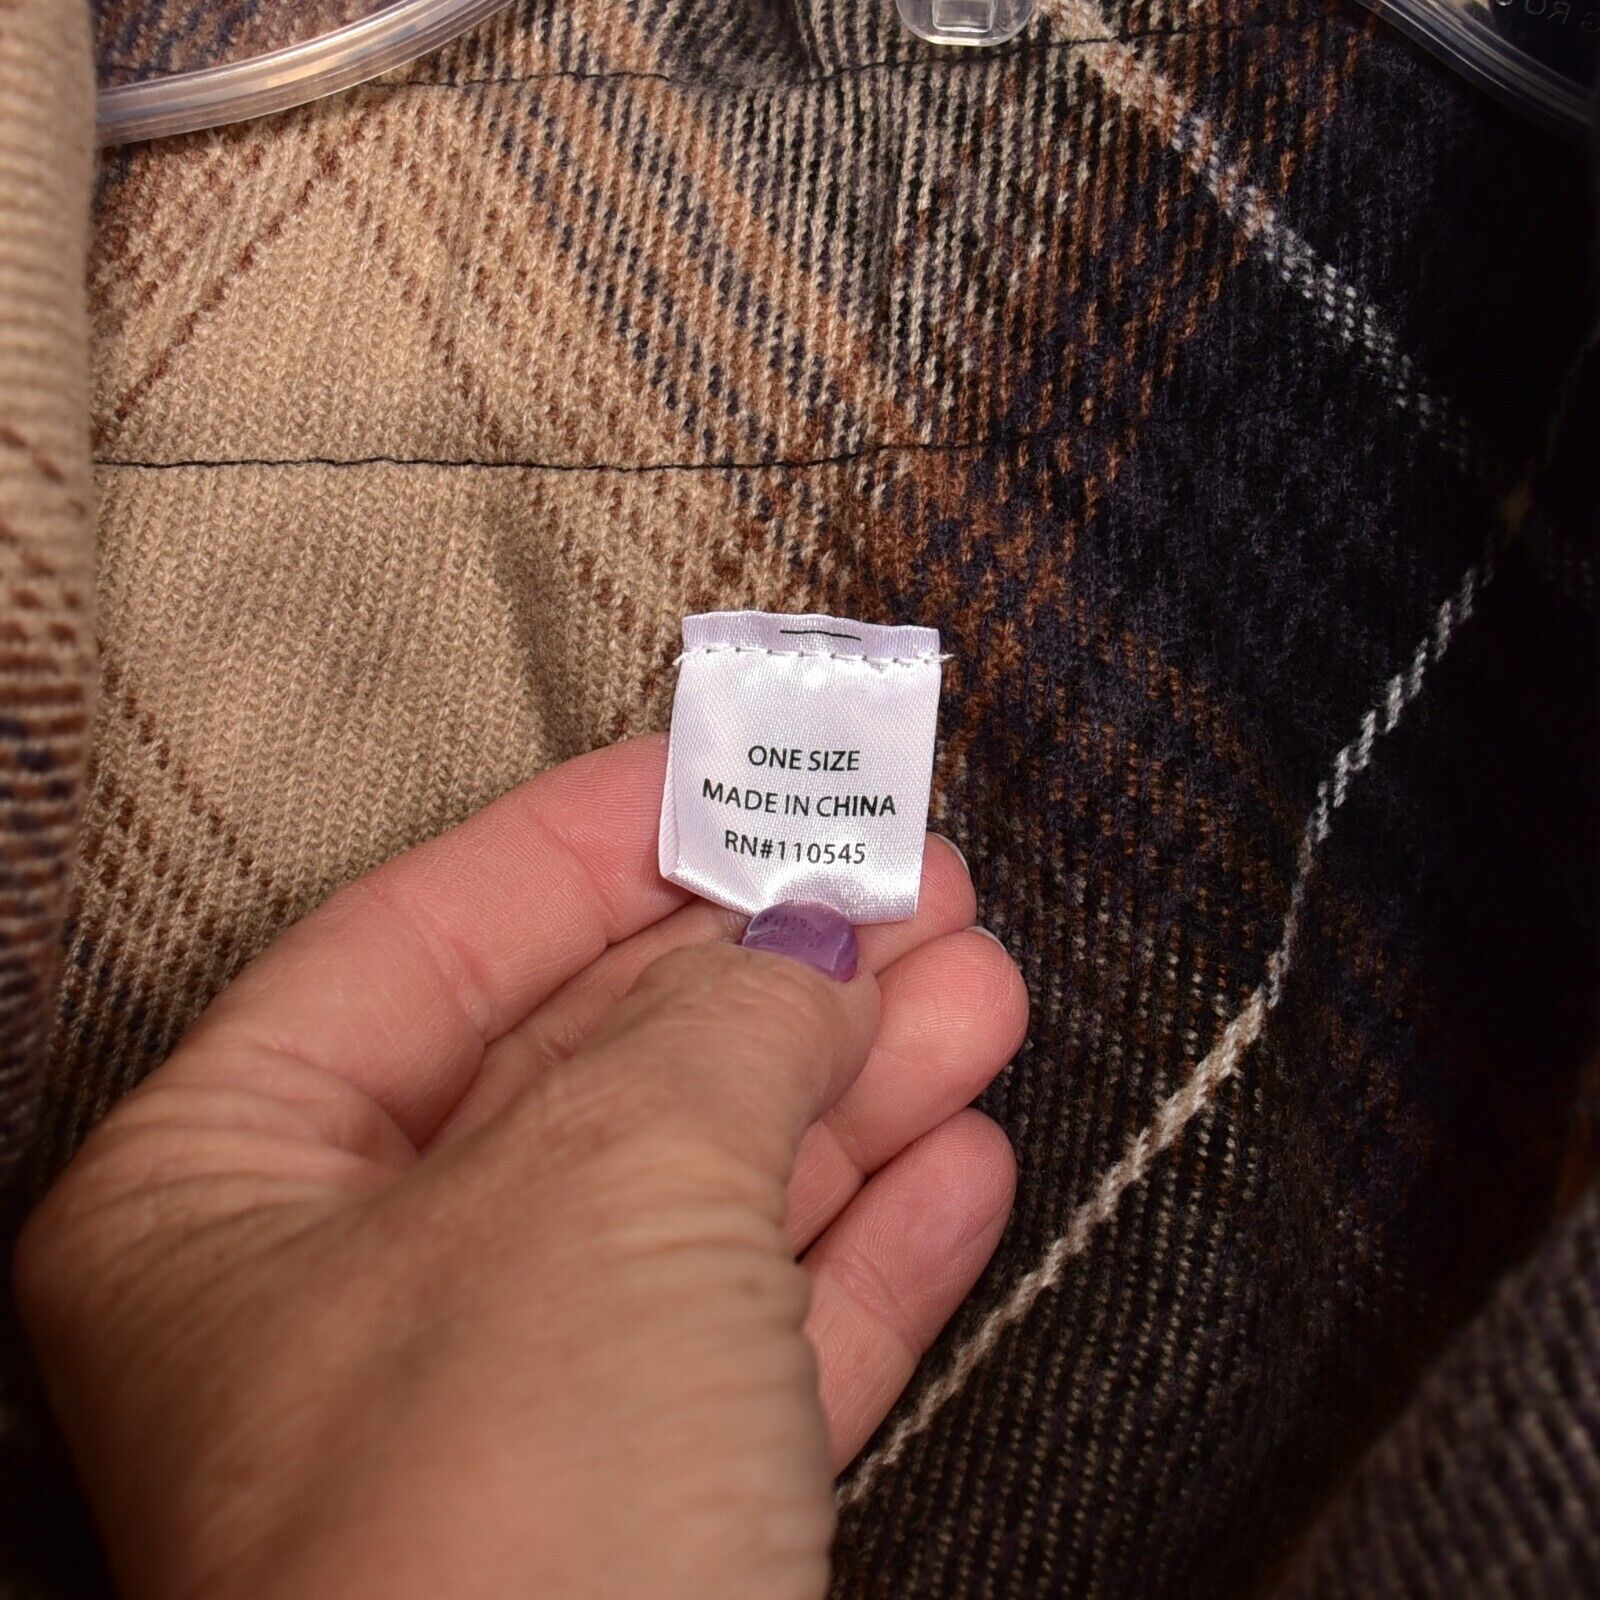 ONE SIZE
MADE IN CHINA
RN#110545